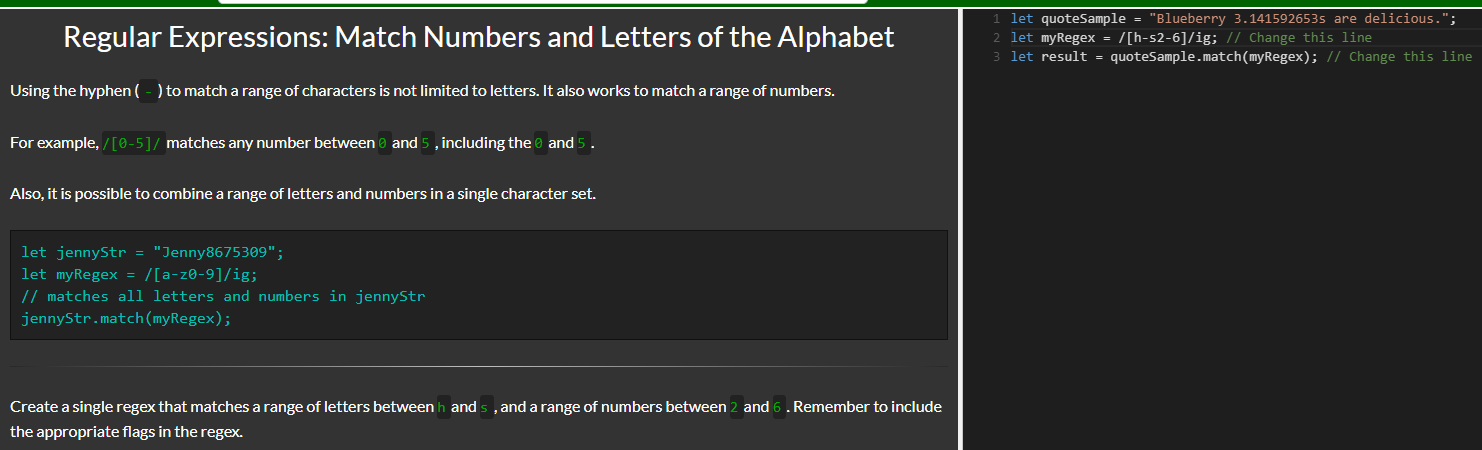 Regular Expressions: Match Numbers and Letters of the Alphabet
Using the hyphen ( - ) to match a range of characters is not limited to letters. It also works to match a range of numbers.
For example, /[0-5]/ matches any number between 0 and 5 , including the 0 and 5 .
Also, it is possible to combine a range of letters and numbers in a single character set.
let jennyStr = "Jenny8675309";
let myRegex = /[a-z0-9]/ig;
// matches all letters and numbers in jennyStr
jennyStr.match(myRegex);
Create a single regex that matches a range of letters between h and s , and a range of numbers between 2 and 6 . Remember to include
the appropriate flags in the regex.
1 let quoteSample = "Blueberry 3.141592653s are delicious.";
2 let myRegex = /[h-s2-6]/ig; // Change this line
3 let result = quoteSample.match(myRegex); // Change this line